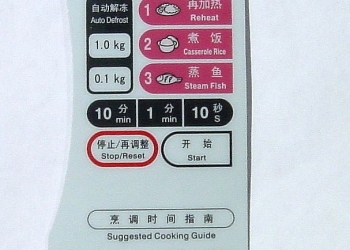 自动解冻
Auto Defrost
1 再加热
Reheat
1.0 kg
2 煮饭
Casserole Rice
0.1 kg
3 蒸鱼
Steam Fish
10 分 min
1 分 min
10 秒 S
停止/再调整
Stop/Reset
开始
Start
烹调时间指南
Suggested Cooking Guide